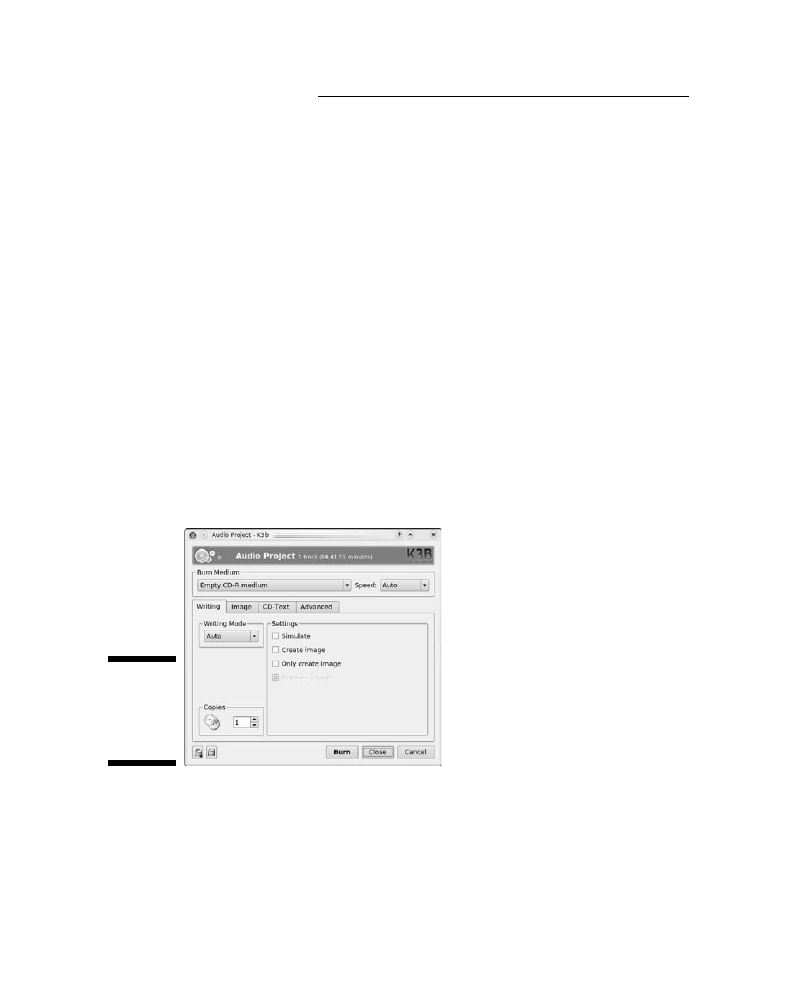 Audio Project - K3b
Audio Project 1 track (04:41:51 minutes)
K3B
Burn Medium
Empty CD-R medium
Speed: Auto
Writing Image CD-Text Advanced
Writing Mode
Auto
Settings
Simulate
Create image
Only create image
Remove image
Copies
1
Burn Close Cancel